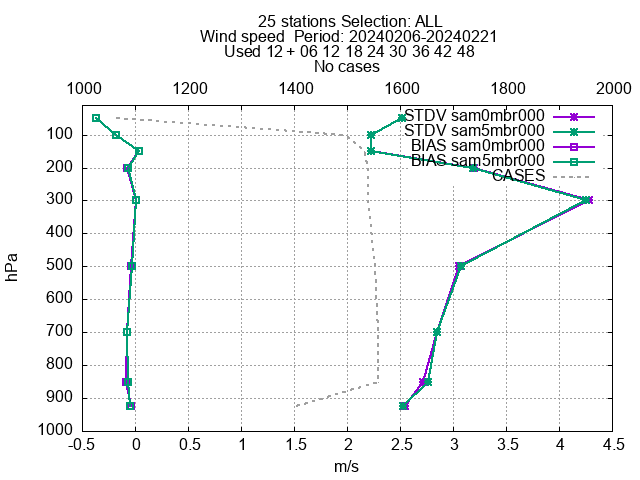 25 stations Selection: ALL
Wind speed  Period: 20240206-20240221
Used 12 + 06 12 18 24 30 36 42 48
No cases
1000 1200 1400 1600 1800 2000
STDV sam0mbr000
STDV sam5mbr000
BIAS sam0mbr000
BIAS sam5mbr000
CASES
100
200
300
400
500
600
700
800
900
1000
hPa
-0.5 0 0.5 1 1.5 2 2.5 3 3.5 4 4.5
m/s